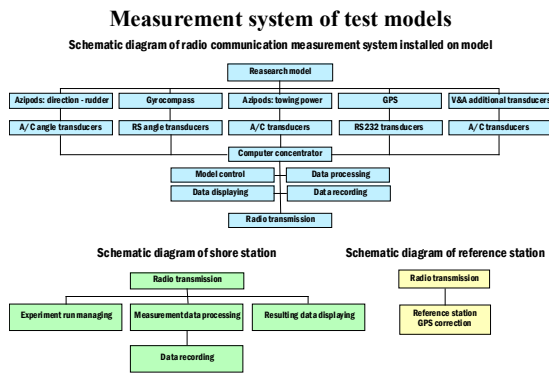 Measurement system of test models
Schematic diagram of radio communication measurement system installed on model
Reasearch model
Azipods: direction - rudder
Gyrocompass
Azipods: towing power
GPS
V&A additional transducers
A/C angle transducers
RS angle transducers
A/C transducers
RS232 transducers
A/C transducers
Computer concentrator
Model control
Data processing
Data displaying
Data recording
Radio transmission
Schematic diagram of shore station
Schematic diagram of reference station
Radio transmission
Radio transmission
Experiment run managing
Measurement data processing
Resulting data displaying
Reference station
GPS correction
Data recording